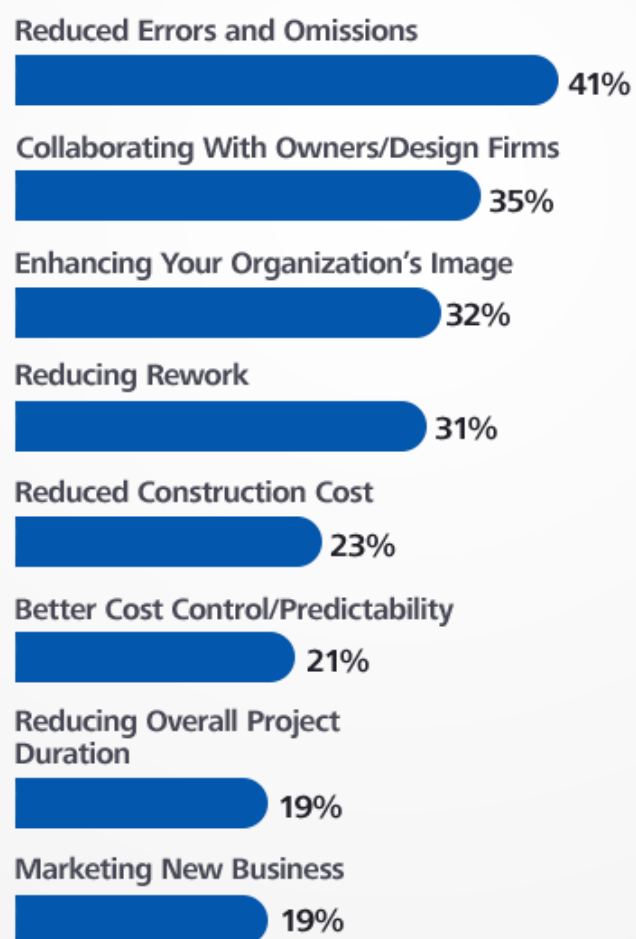 Reduced Errors and Omissions
41%
Collaborating With Owners/Design Firms
35%
Enhancing Your Organization’s Image
32%
Reducing Rework
31%
Reduced Construction Cost
23%
Better Cost Control/Predictability
21%
Reducing Overall Project
Duration
19%
Marketing New Business
19%